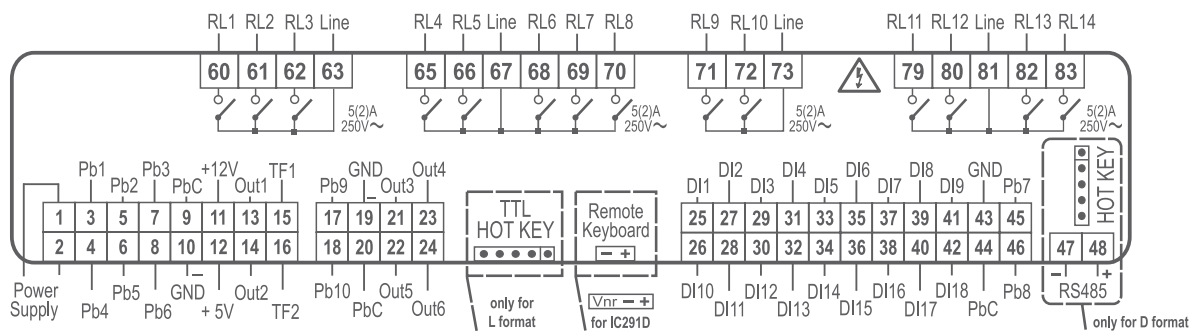 RL1 RL2 RL3 Line RL4 RL5 Line RL6 RL7 RL8 RL9 RL10 Line RL11 RL12 Line RL13 RL14
60 61 62 63 65 66 67 68 69 70 71 72 73 79 80 81 82 83
5(2)A 5(2)A 5(2)A 5(2)A
250V~ 250V~ 250V~ 250V~
HOT KEY
Pb1 Pb3 +12V TF1 GND Out4 DI2 DI4 DI6 DI8 GND
Pb2 PbC Out1 Pb9 – Out3 DI1 DI3 DI5 DI7 DI9 Pb7
1 3 5 7 9 11 13 15 17 19 21 23 25 27 29 31 33 35 37 39 41 43 45
2 4 6 8 10 12 14 16 18 20 22 24 26 28 30 32 34 36 38 40 42 44 46 47 48
TTL
HOT KEY
Remote
Keyboard
– +
– Pb5 GND Out2 Pb10 Out5 DI10 DI12 DI14 DI16 DI18 Pb8 – +
Pb4 Pb6 + 5V TF2 PbC Out6 DI11 DI13 DI15 DI17 PbC RS485
Power
Supply
only for
L format
Vnr – +
for IC291D
only for D format